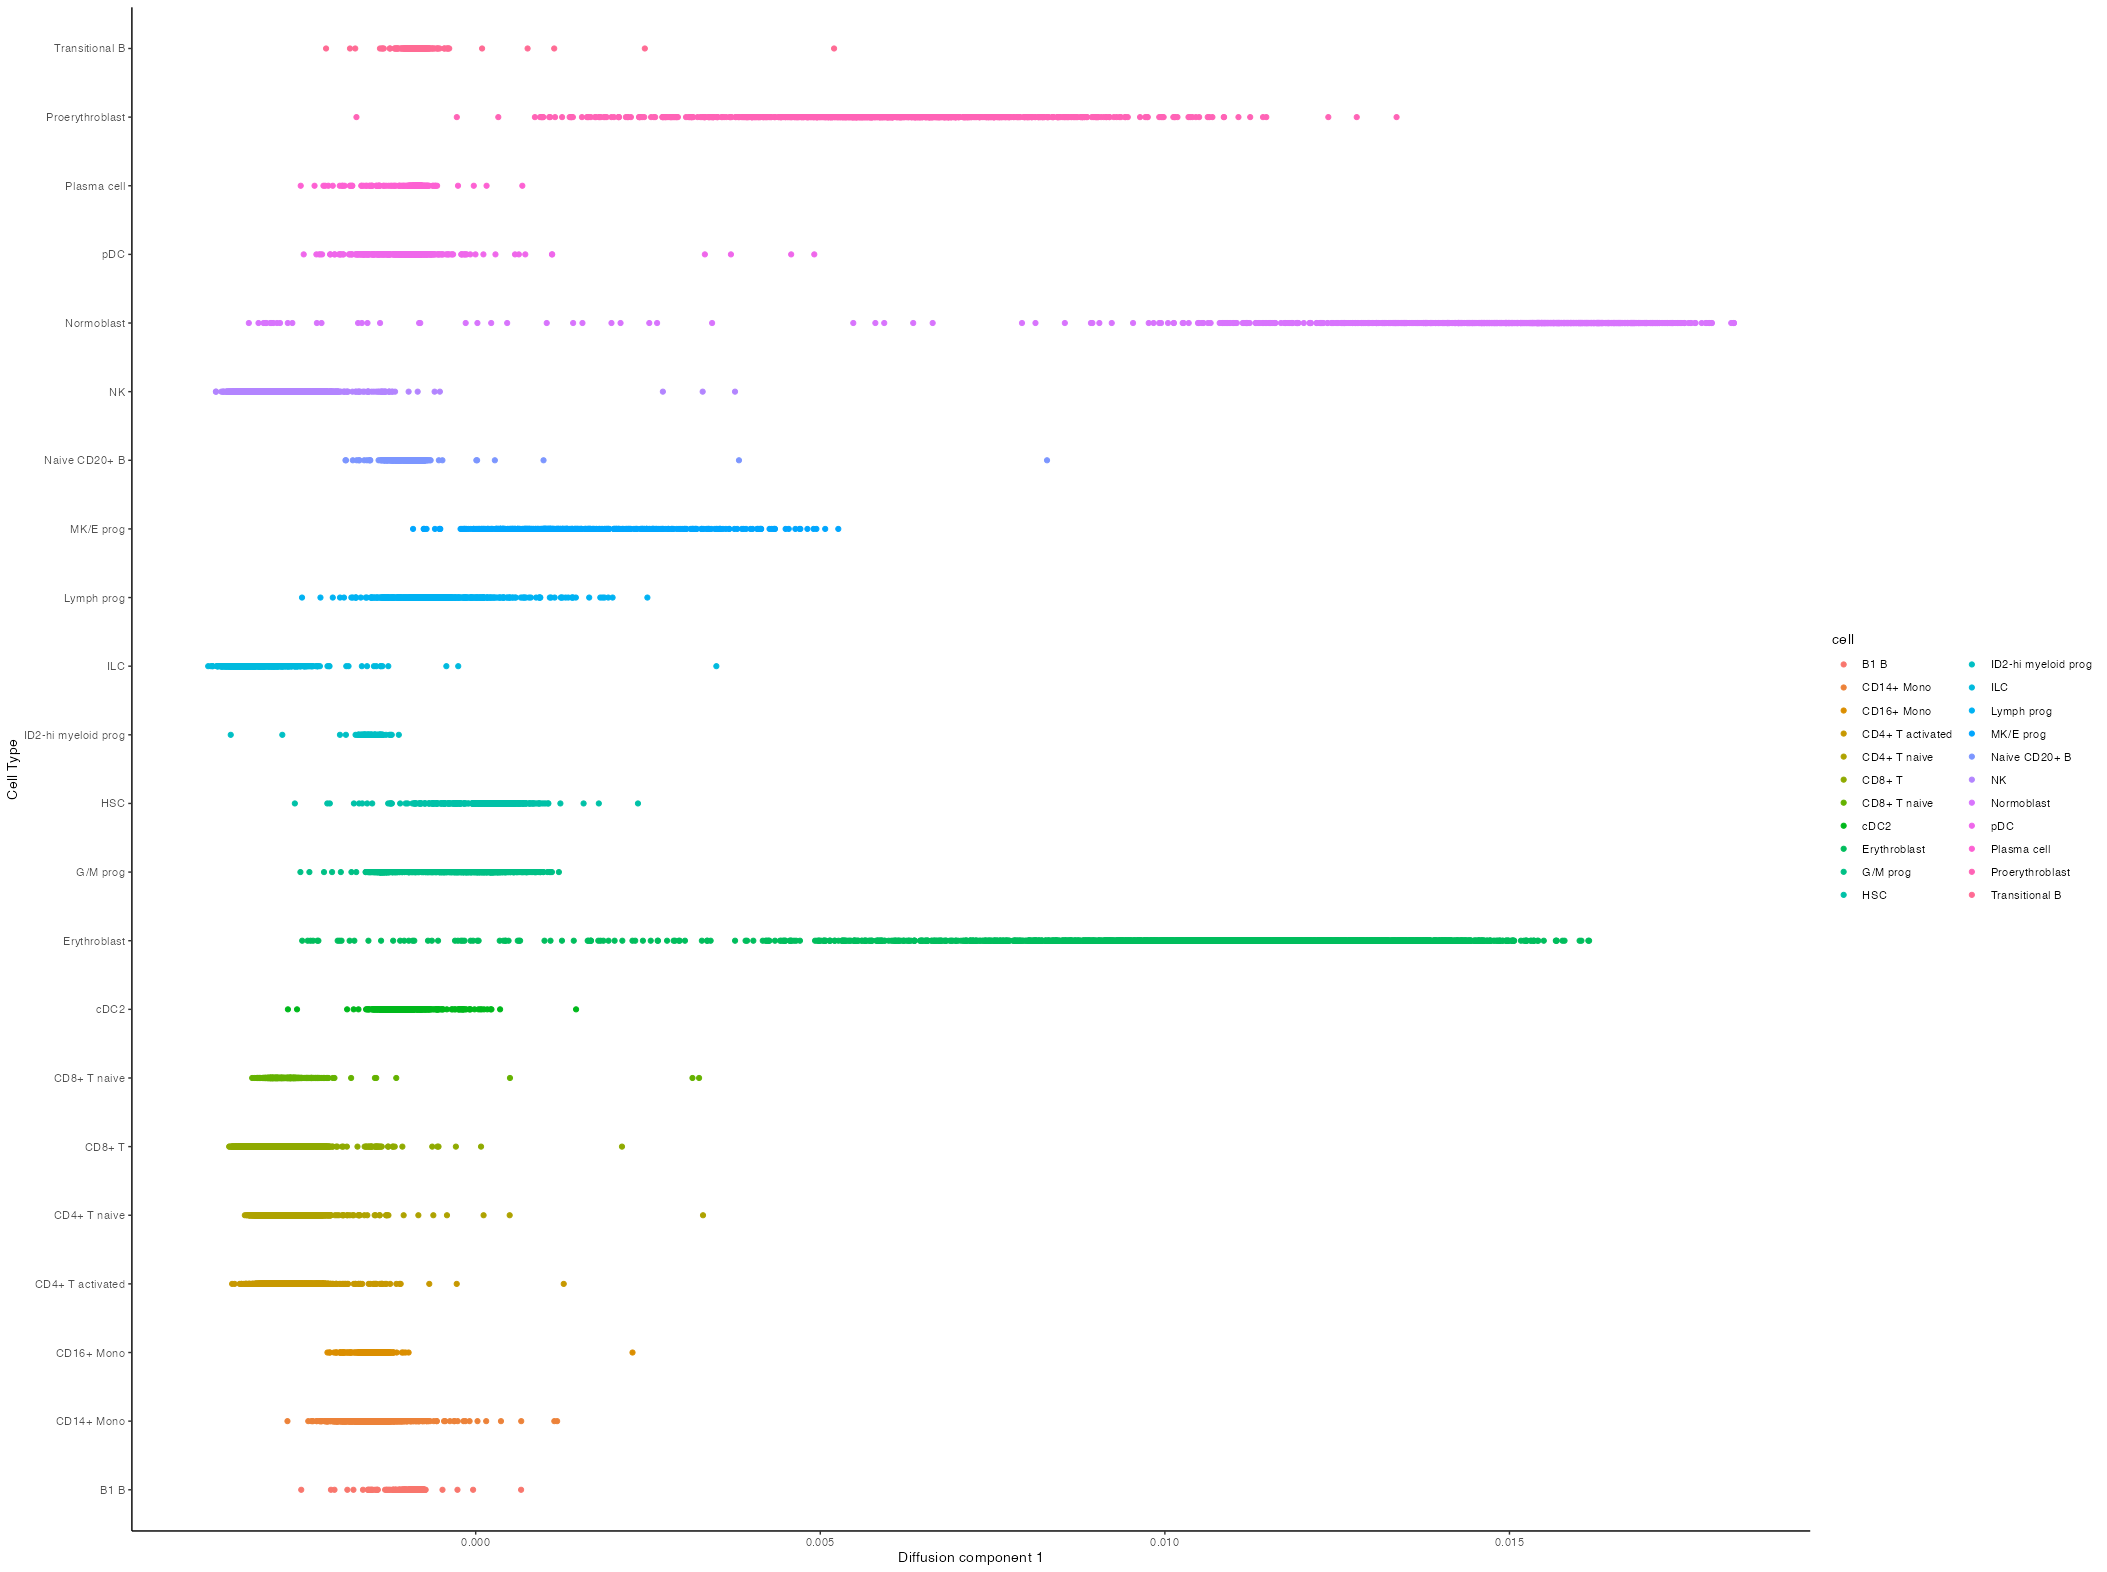 Transitional B
Proerythroblast
Plasma cell
pDC
Normoblast
NK
Naive CD20+ B
MK/E prog
Lymph prog
ILC
ID2-hi myeloid prog
HSC
G/M prog
Erythroblast
cDC2
CD8+ T naive
CD8+ T
CD4+ T naive
CD4+ T activated
CD16+ Mono
CD14+ Mono
B1 B
Cell Type
0.000 0.005 0.010 0.015
Diffusion component 1
cell
B1 B
CD14+ Mono
CD16+ Mono
CD4+ T activated
CD4+ T naive
CD8+ T
CD8+ T naive
cDC2
Erythroblast
G/M prog
HSC
ID2-hi myeloid prog
ILC
Lymph prog
MK/E prog
Naive CD20+ B
NK
Normoblast
pDC
Plasma cell
Proerythroblast
Transitional B